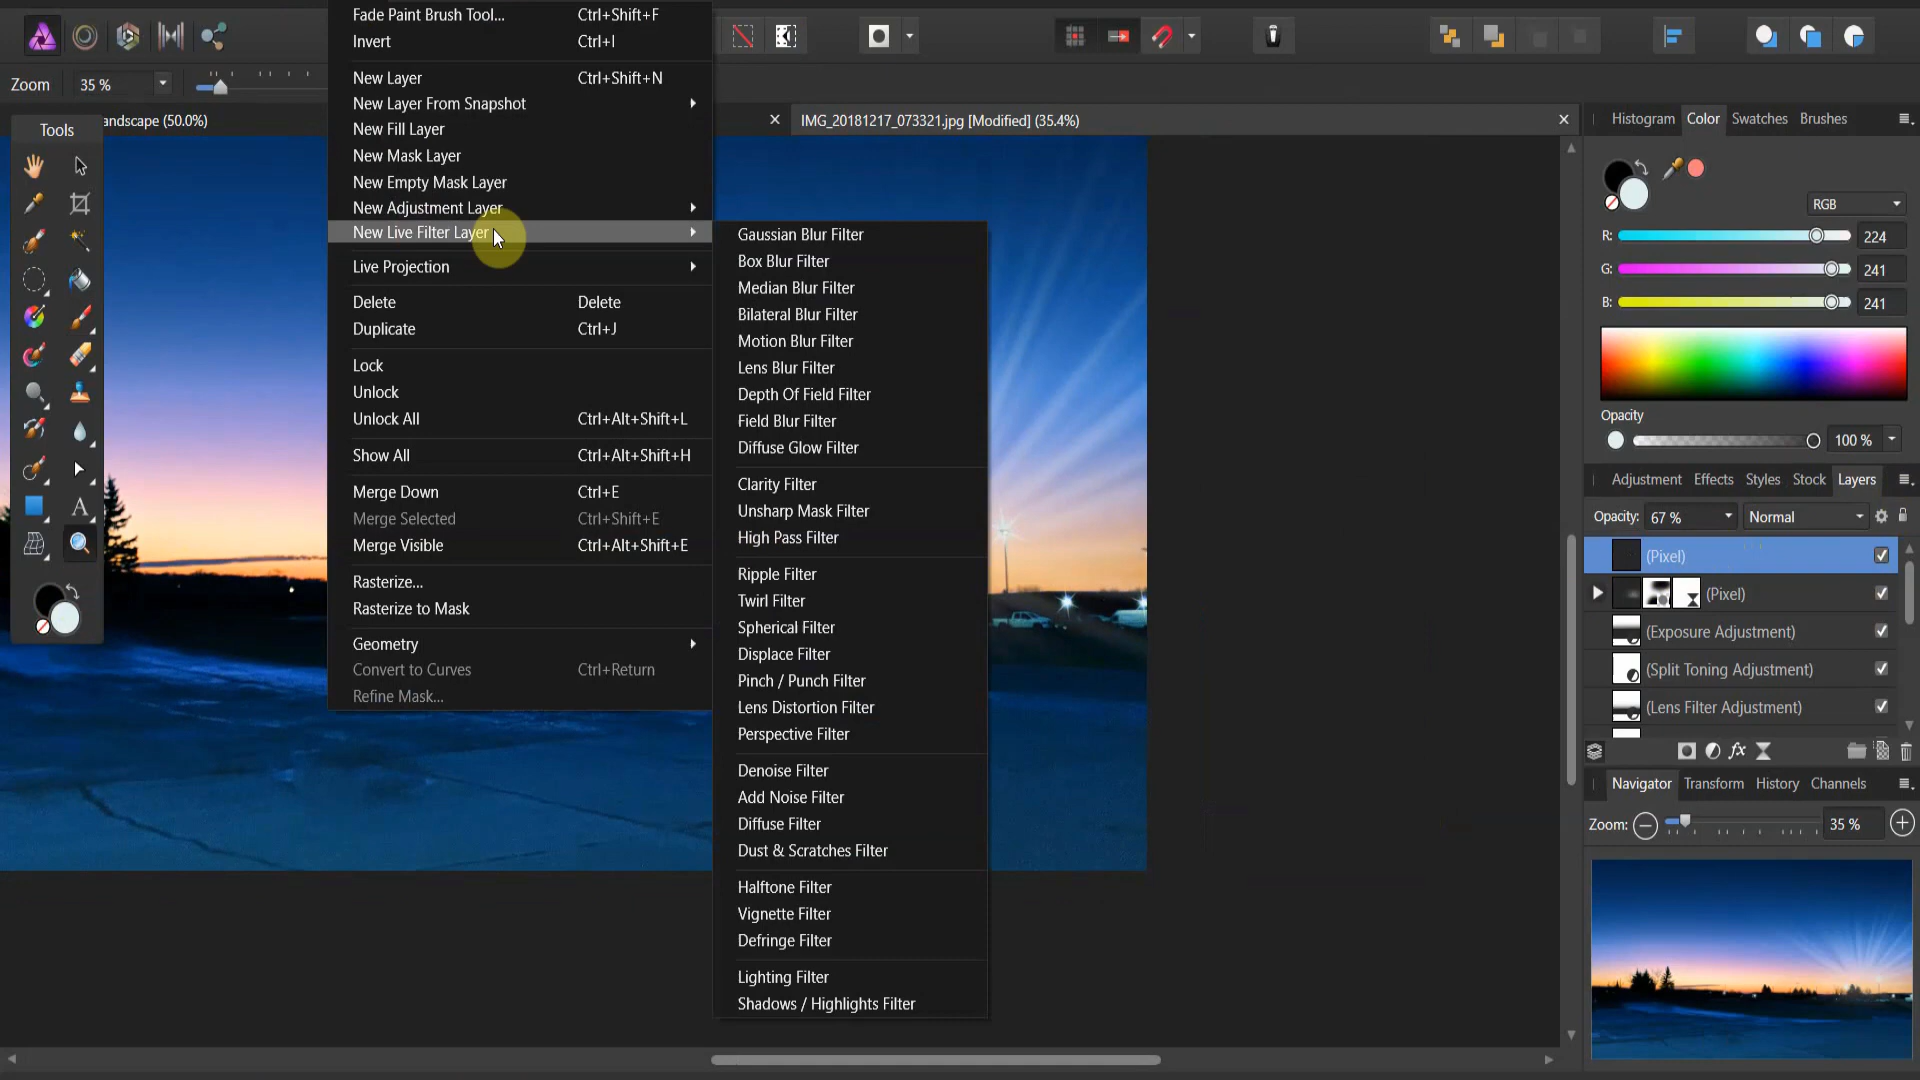 Fade Paint Brush Tool... Ctrl+Shift+F
Invert Ctrl+I
Zoom 35 %
New Layer Ctrl+Shift+N
New Layer From Snapshot
New Fill Layer
New Mask Layer
New Empty Mask Layer
New Adjustment Layer
New Live Filter Layer
Live Projection
Delete Delete
Duplicate Ctrl+J
Lock
Unlock
Unlock All Ctrl+Alt+Shift+L
Show All Ctrl+Alt+Shift+H
Merge Down Ctrl+E
Merge Selected Ctrl+Shift+E
Merge Visible Ctrl+Alt+Shift+E
Rasterize...
Rasterize to Mask
Geometry
Convert to Curves Ctrl+Return
Refine Mask...
andscape (50.0%)
IMG_20181217_073321.jpg [Modified] (35.4%)
Tools
Gaussian Blur Filter
Box Blur Filter
Median Blur Filter
Bilateral Blur Filter
Motion Blur Filter
Lens Blur Filter
Depth Of Field Filter
Field Blur Filter
Diffuse Glow Filter
Clarity Filter
Unsharp Mask Filter
High Pass Filter
Ripple Filter
Twirl Filter
Spherical Filter
Displace Filter
Pinch / Punch Filter
Lens Distortion Filter
Perspective Filter
Denoise Filter
Add Noise Filter
Diffuse Filter
Dust & Scratches Filter
Halftone Filter
Vignette Filter
Defringe Filter
Lighting Filter
Shadows / Highlights Filter
Histogram Color Swatches Brushes
RGB
R: 224
G: 241
B: 241
Opacity
100 %
Adjustment Effects Styles Stock Layers
Opacity: 67 % Normal
(Pixel)
(Pixel)
(Exposure Adjustment)
(Split Toning Adjustment)
(Lens Filter Adjustment)
fx
Navigator Transform History Channels
Zoom: 35 %